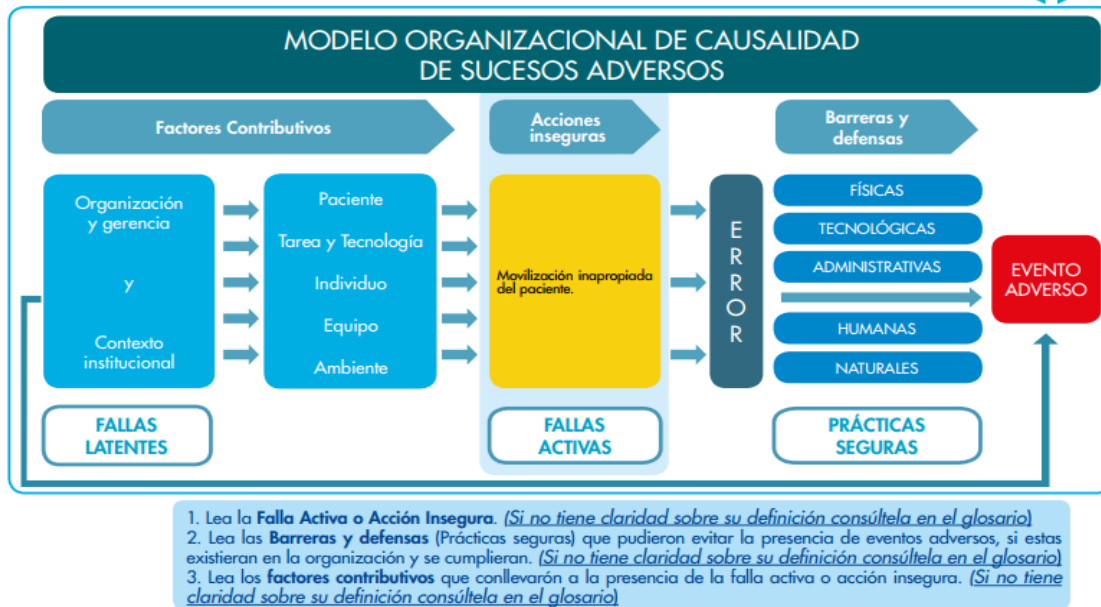 MODELO ORGANIZACIONAL DE CAUSALIDAD
DE SUCESOS ADVERSOS
Factores Contributivos
Acciones
inseguras
Barreras y
defensas
Organización
y gerencia
y
Contexto
institucional
Paciente
Tarea y Tecnología
Individuo
Equipo
Ambiente
Movilización inapropiada
del paciente.
E
R
R
O
R
FÍSICAS
TECNOLÓGICAS
ADMINISTRATIVAS
HUMANAS
NATURALES
EVENTO
ADVERSO
FALLAS
LATENTES
FALLAS
ACTIVAS
PRÁCTICAS
SEGURAS
1. Lea la Falla Activa o Acción Insegura. (Si no tiene claridad sobre su definición consúltela en el glosario)
2. Lea las Barreras y defensas (Prácticas seguras) que pudieron evitar la presencia de eventos adversos, si estas
existieran en la organización y se cumplieran. (Si no tiene claridad sobre su definición consúltela en el glosario)
3. Lea los factores contributivos que conllevarón a la presencia de la falla activa o acción insegura. (Si no tiene
claridad sobre su definición consúltela en el glosario)